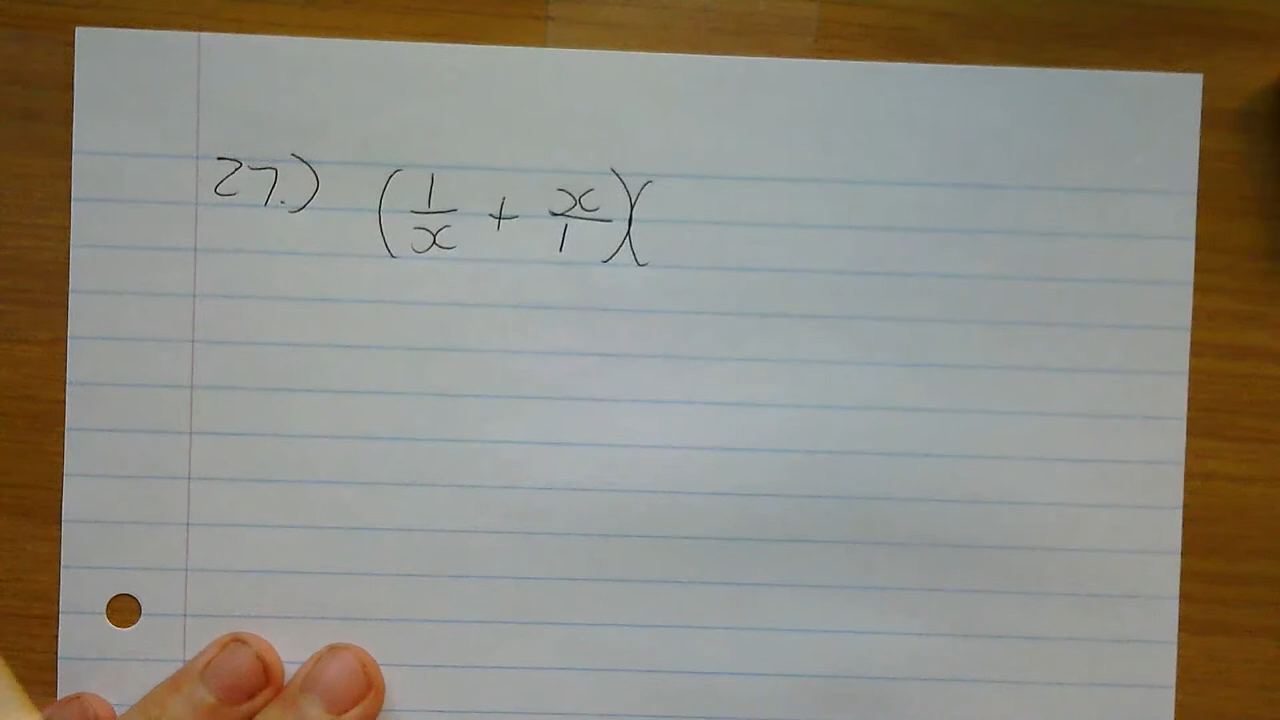 27.) (1/x + x/1)(